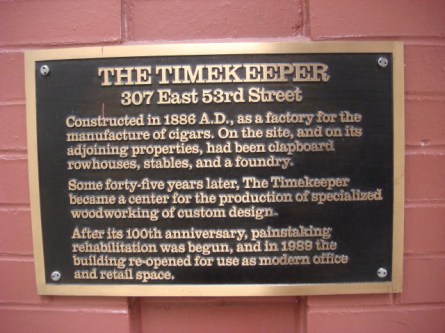 THE TIMEKEEPER
307 East 53rd Street
Constructed in 1886 A.D., as a factory for the
manufacture of cigars. On the site, and on its
adjoining properties, had been clapboard
rowhouses, stables, and a foundry.
Some forty-five years later, The Timekeeper
became a center for the production of specialized
woodworking of custom design.
After its 100th anniversary, painstaking
rehabilitation was begun, and in 1989 the
building re-opened for use as modern office
and retail space.